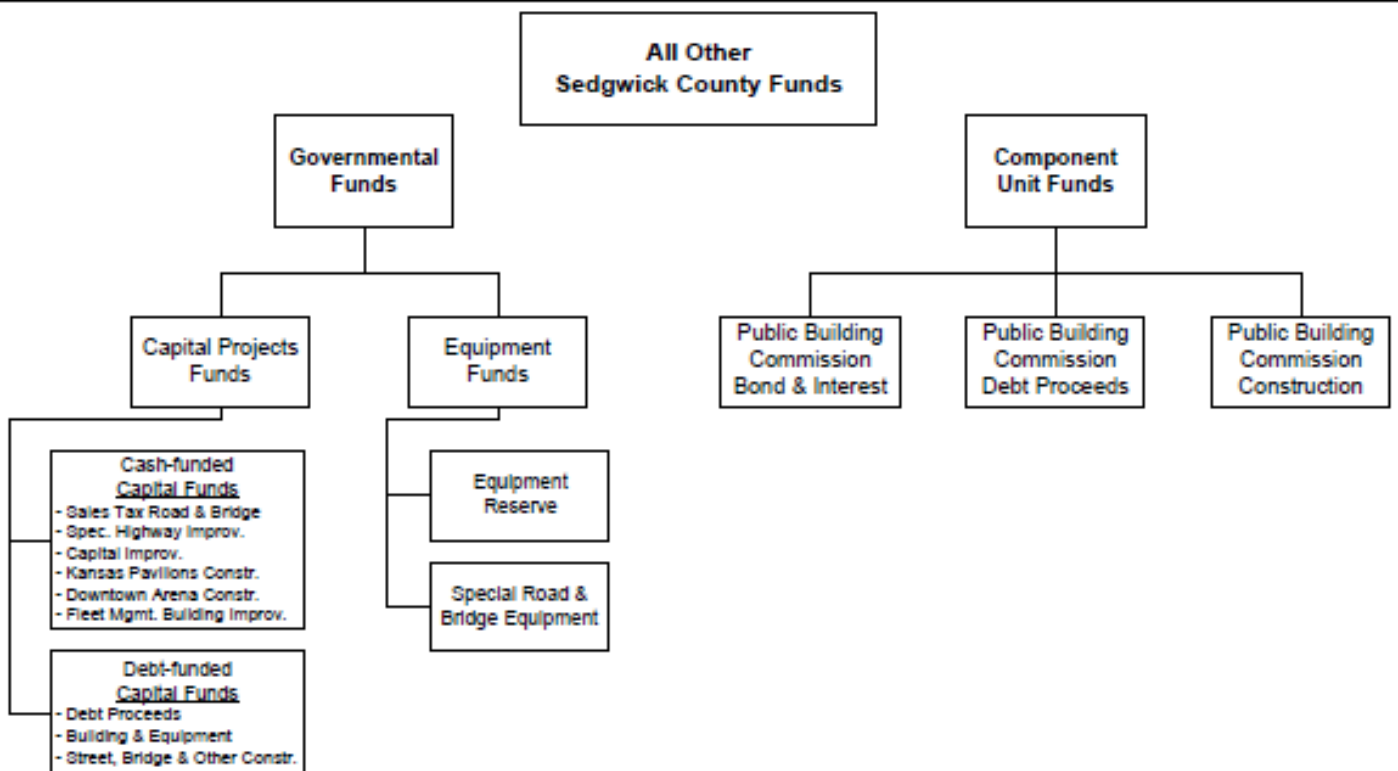 All Other
Sedgwick County Funds
Governmental
Funds
Component
Unit Funds
Capital Projects
Funds
Equipment
Funds
Public Building
Commission
Bond & Interest
Public Building
Commission
Debt Proceeds
Public Building
Commission
Construction
Cash-funded
Capital Funds
- Sales Tax Road & Bridge
- Spec. Highway Improv.
- Capital Improv.
- Kansas Pavilions Constr.
- Downtown Arena Constr.
- Fleet Mgmt. Building Improv.
Equipment
Reserve
Special Road &
Bridge Equipment
Debt-funded
Capital Funds
- Debt Proceeds
- Building & Equipment
- Street, Bridge & Other Constr.